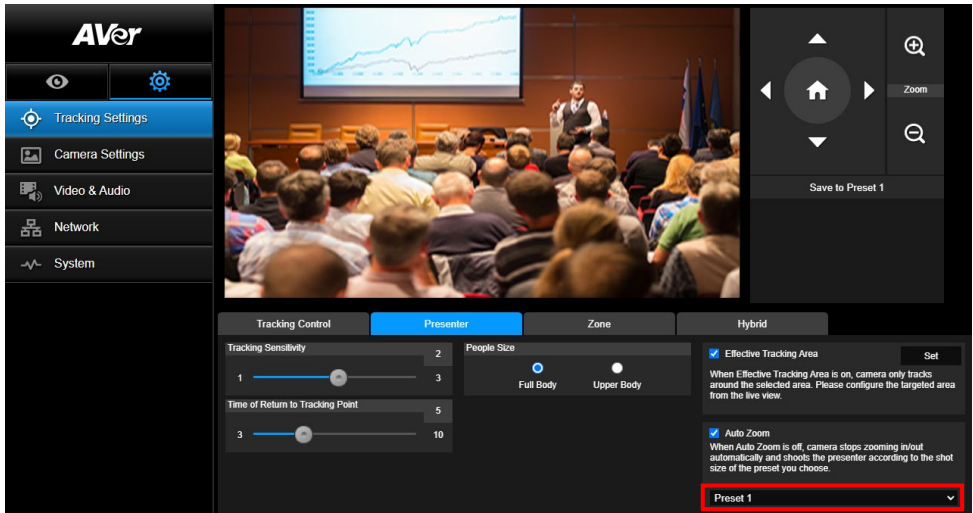 AVer
Tracking Settings
Camera Settings
Video & Audio
Network
System
Zoom
Save to Preset 1
Tracking Control
Presenter
Zone
Hybrid
Tracking Sensitivity
2
1
3
Time of Return to Tracking Point
5
3
10
People Size
Full Body
Upper Body
Effective Tracking Area
Set
When Effective Tracking Area is on, camera only tracks
around the selected area. Please configure the targeted area
from the live view.
Auto Zoom
When Auto Zoom is off, camera stops zooming in/out
automatically and shoots the presenter according to the shot
size of the preset you choose.
Preset 1